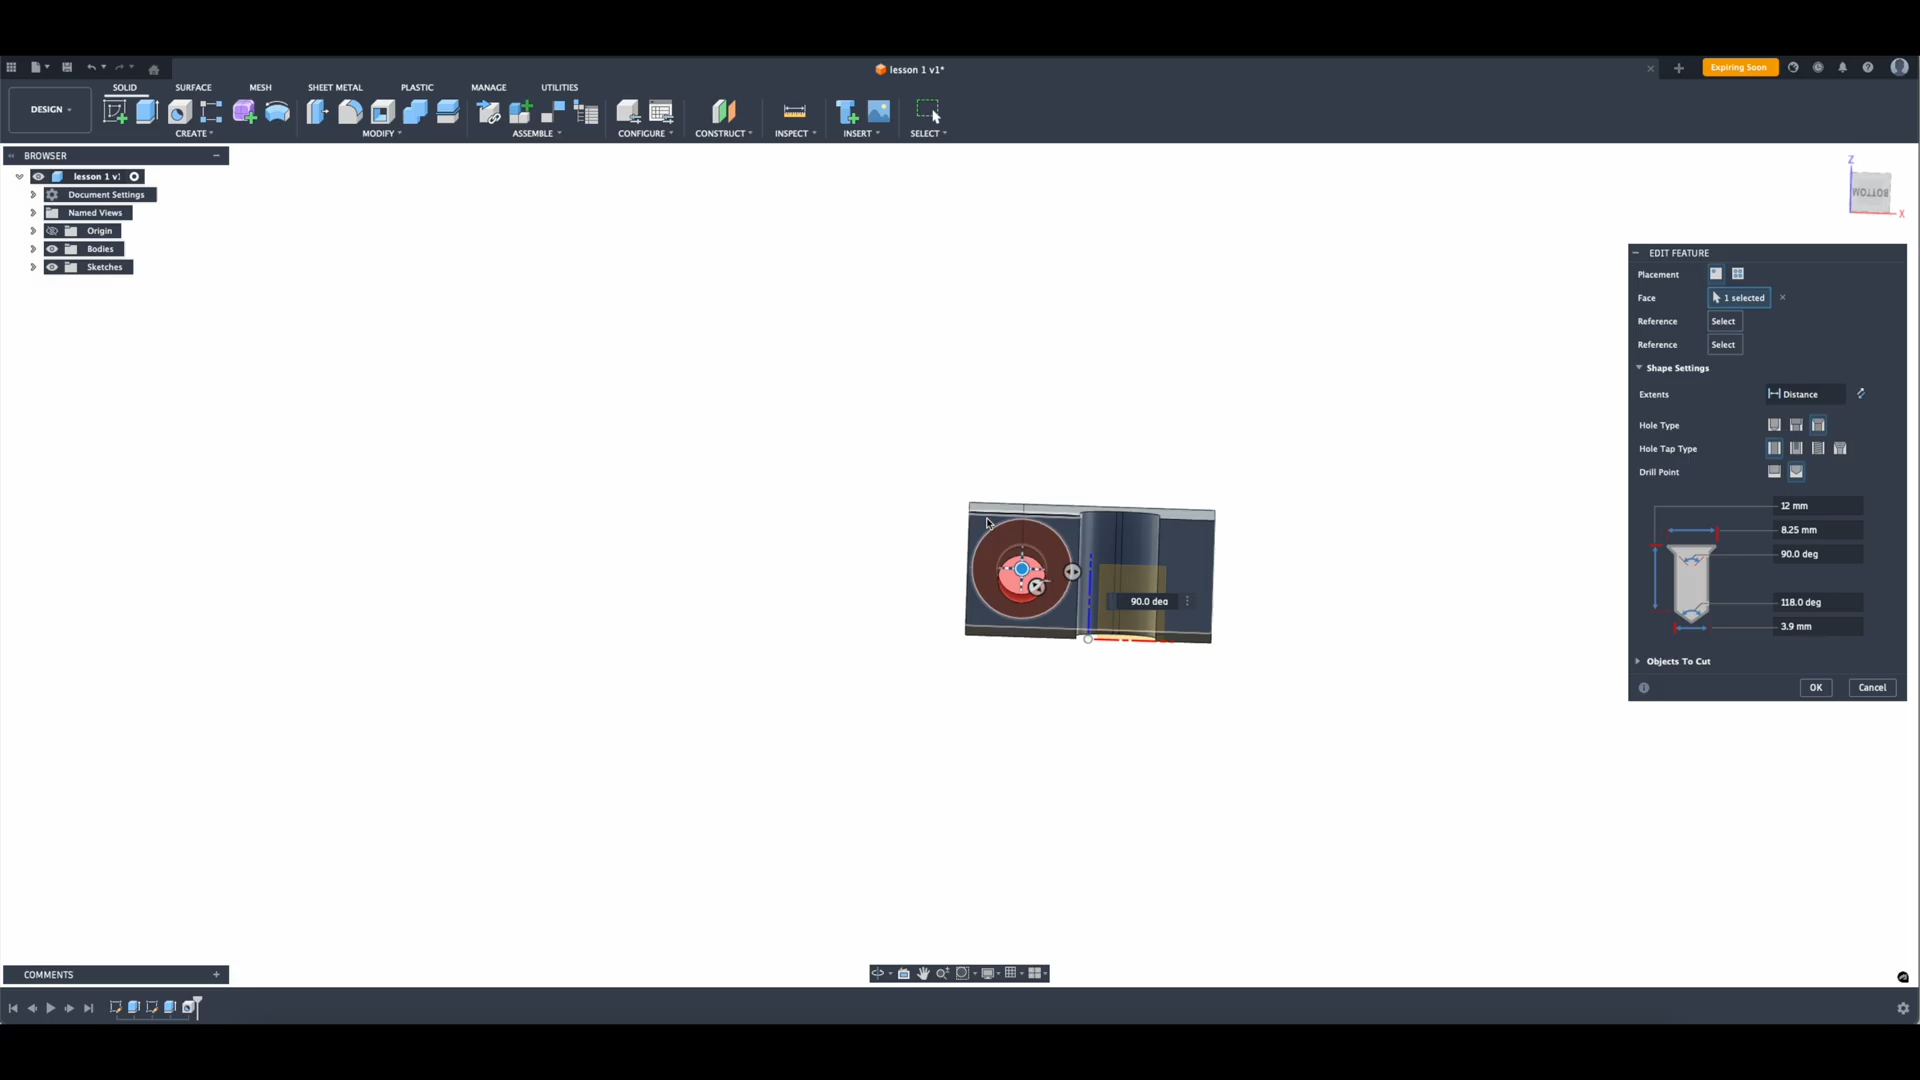 lesson 1 v1*
Expiring Soon
DESIGN
SOLID
SURFACE
MESH
SHEET METAL
PLASTIC
MANAGE
UTILITIES
CREATE
MODIFY
ASSEMBLE
CONFIGURE
CONSTRUCT
INSPECT
INSERT
SELECT
BROWSER
lesson 1 v
Document Settings
Named Views
Origin
Bodies
Sketches
Z
BOTTOM
X
EDIT FEATURE
Placement
Face 1 selected
Reference Select
Reference Select
Shape Settings
Extents Distance
Hole Type
Hole Tap Type
Drill Point
12 mm
8.25 mm
90.0 deg
118.0 deg
3.9 mm
Objects To Cut
OK Cancel
90.0 deg
COMMENTS